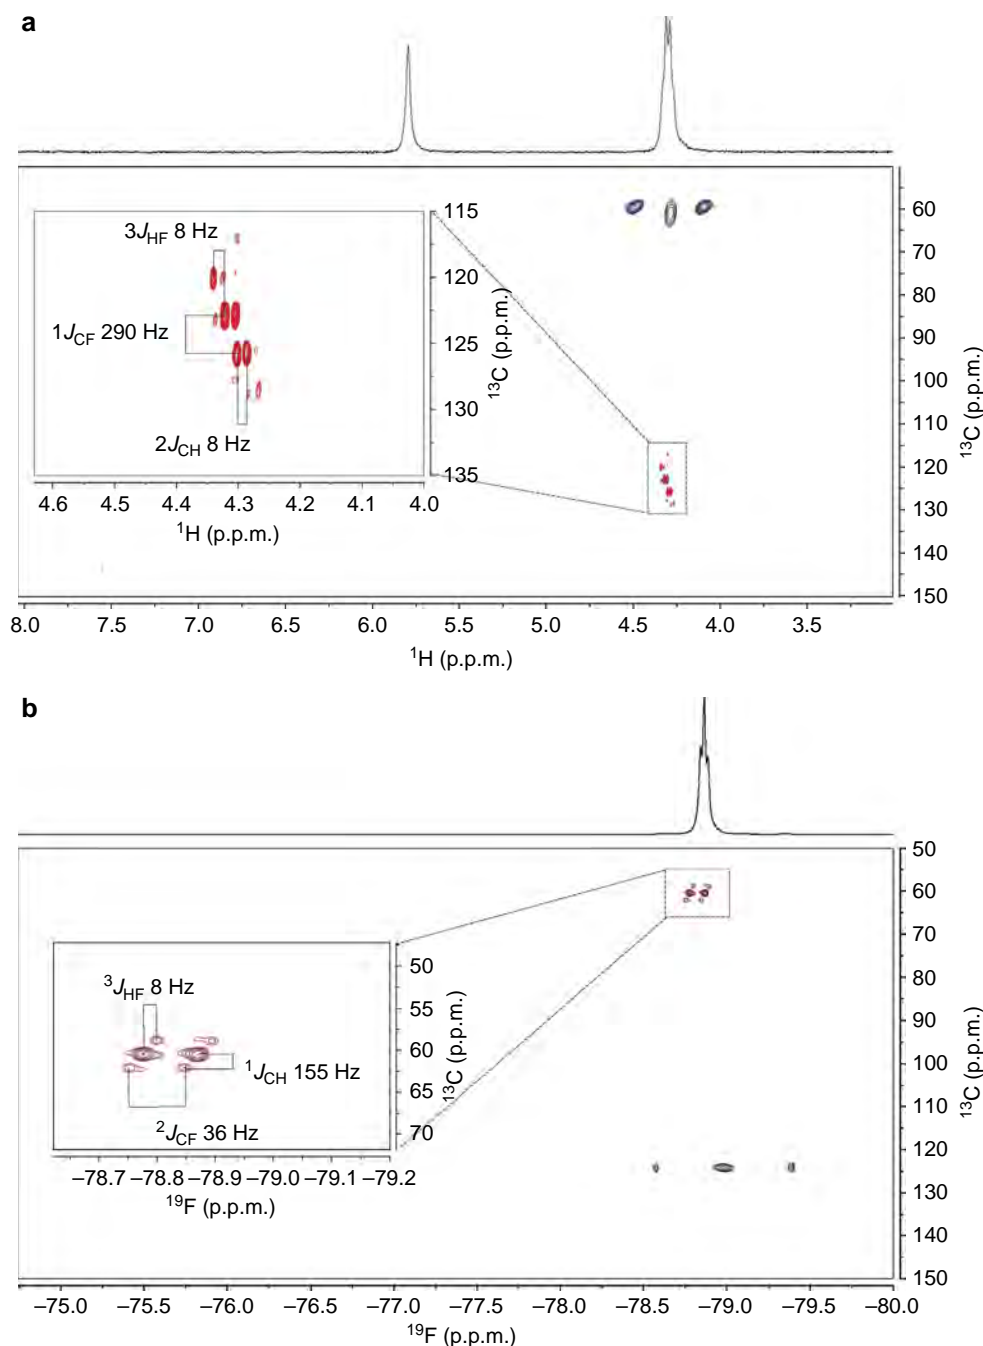 a
60
70
80
90
100
110
120
130
140
150
¹³C (p.p.m.)
115
120
125
130
135
¹³C (p.p.m.)
3J_HF 8 Hz
1J_CF 290 Hz
2J_CH 8 Hz
4.6 4.5 4.4 4.3 4.2 4.1 4.0
¹H (p.p.m.)
8.0 7.5 7.0 6.5 6.0 5.5 5.0 4.5 4.0 3.5
¹H (p.p.m.)
b
50
60
70
80
90
100
110
120
130
140
150
¹³C (p.p.m.)
50
55
60
65
70
¹³C (p.p.m.)
³J_HF 8 Hz
¹J_CH 155 Hz
²J_CF 36 Hz
–78.7 –78.8 –78.9 –79.0 –79.1 –79.2
¹⁹F (p.p.m.)
–75.0 –75.5 –76.0 –76.5 –77.0 –77.5 –78.0 –78.5 –79.0 –79.5 –80.0
¹⁹F (p.p.m.)